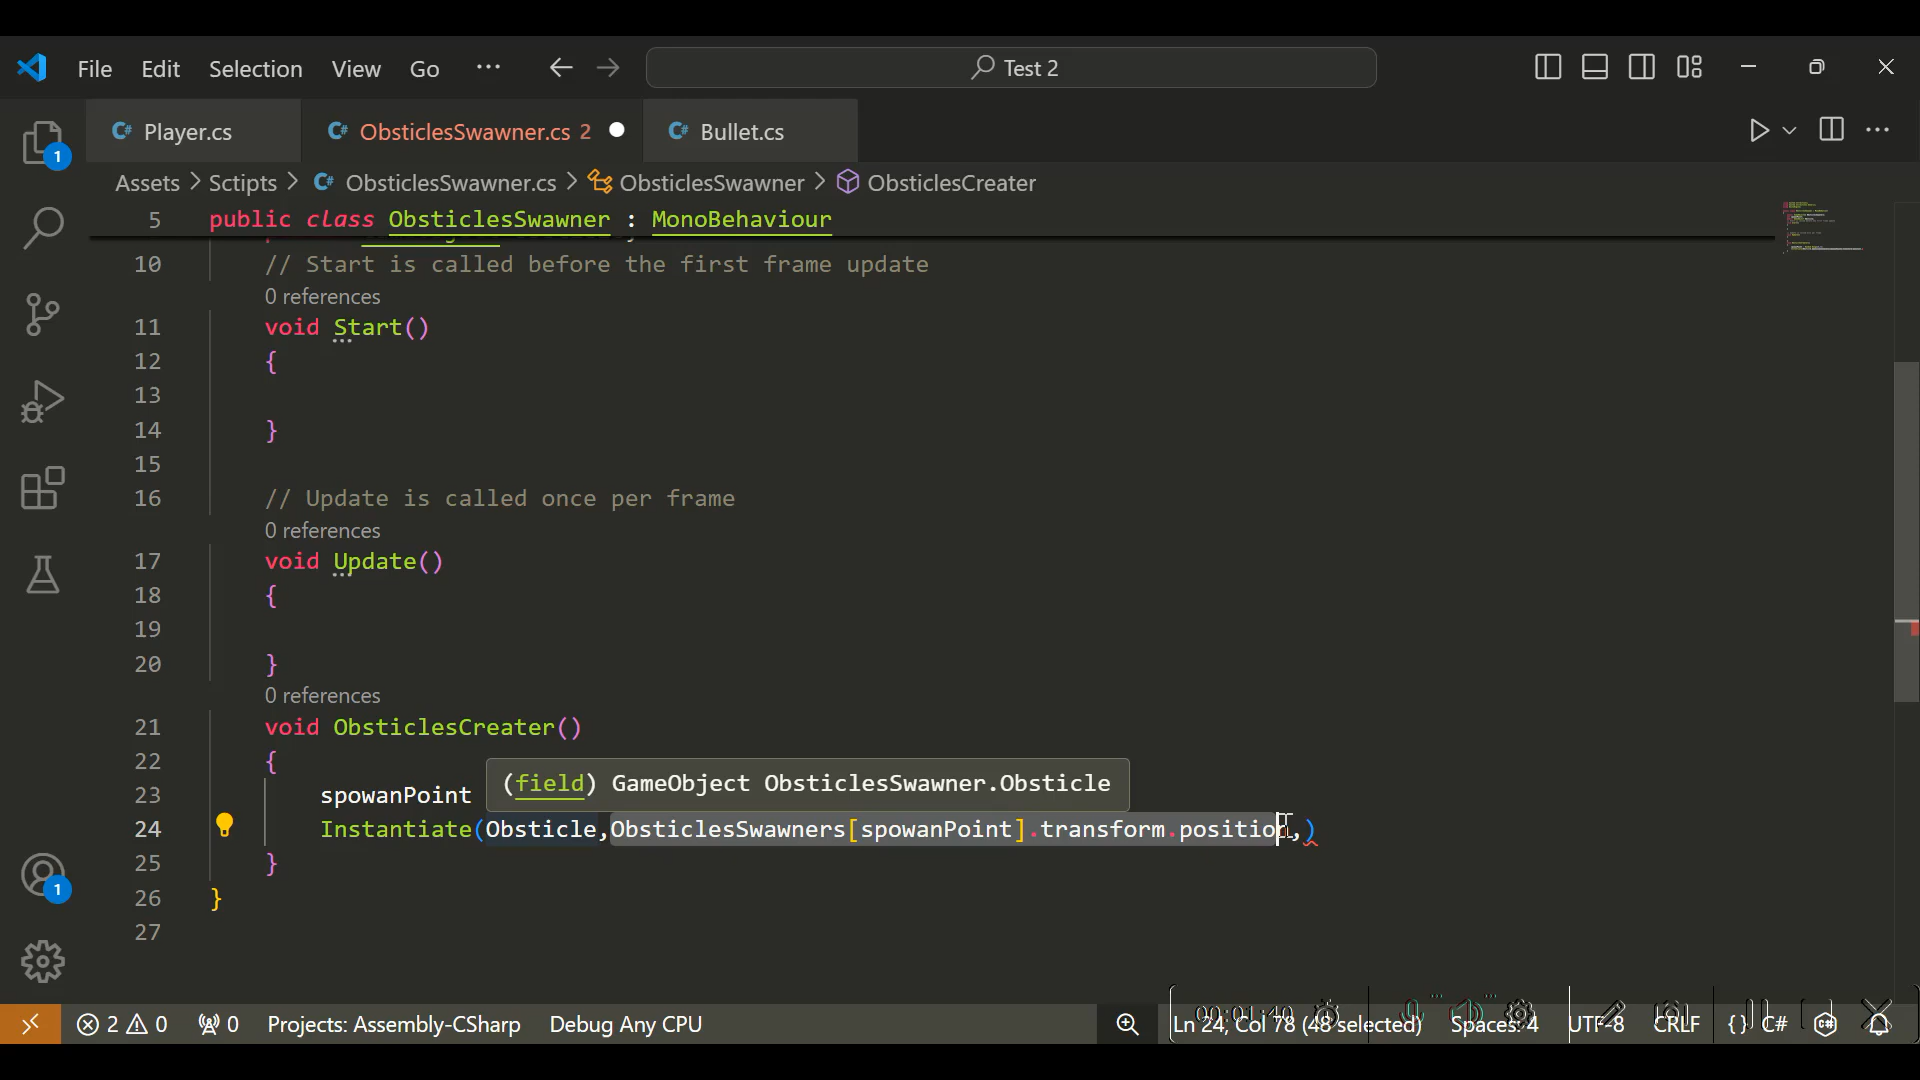 File Edit Selection View Go ··· Test 2
Player.cs ObsticlesSwawner.cs 2 Bullet.cs
Assets > Sctipts > ObsticlesSwawner.cs > ObsticlesSwawner > ObsticlesCreater
5 public class ObsticlesSwawner : MonoBehaviour
10 // Start is called before the first frame update
0 references
11 void Start()
12 {
13
14 }
15
16 // Update is called once per frame
0 references
17 void Update()
18 {
19
20 }
0 references
21 void ObsticlesCreater()
22 {
(field) GameObject ObsticlesSwawner.Obsticle
23 spowanPoint
24 Instantiate(Obsticle,ObsticlesSwawners[spowanPoint].transform.position,)
25 }
26 }
27
1
1
2 0 0 Projects: Assembly-CSharp Debug Any CPU Ln 24, Col 78 (48 selected) Spaces: 4 UTF-8 CRLF {} C#
00:01:40